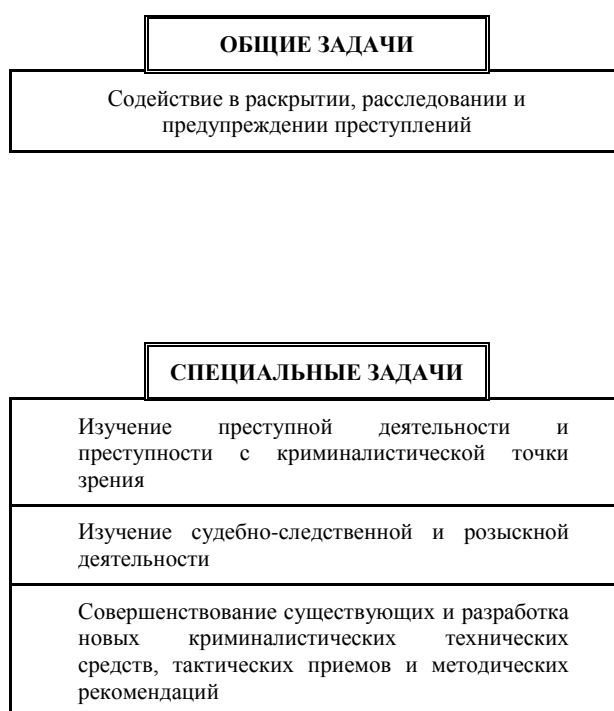 ОБЩИЕ ЗАДАЧИ
Содействие в раскрытии, расследовании и
предупреждении преступлений
СПЕЦИАЛЬНЫЕ ЗАДАЧИ
Изучение преступной деятельности и
преступности с криминалистической точки
зрения
Изучение судебно-следственной и розыскной
деятельности
Совершенствование существующих и разработка
новых криминалистических технических
средств, тактических приемов и методических
рекомендаций